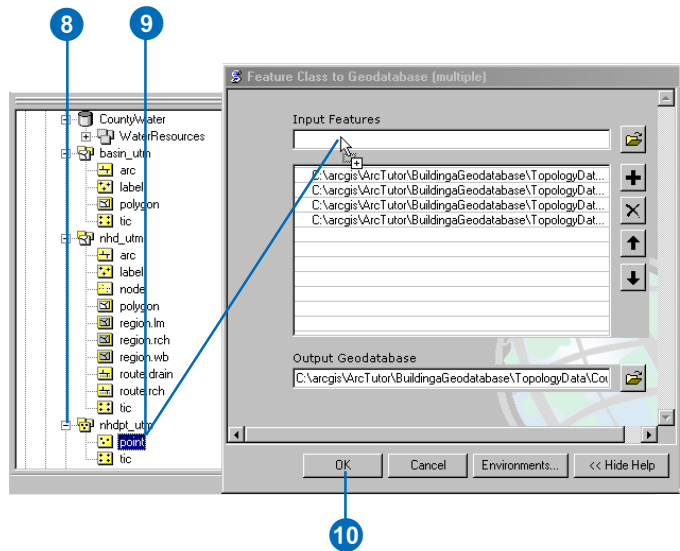 8
9
CountyWater
WaterResources
basin_utm
arc
label
polygon
tic
nhd_utm
arc
label
node
polygon
region.lm
region.rch
region.wb
route.drain
route.rch
tic
nhdpt_utm
point
tic
Feature Class to Geodatabase (multiple)
Input Features
C:\arcgis\ArcTutor\BuildingaGeodatabase\TopologyDat...
C:\arcgis\ArcTutor\BuildingaGeodatabase\TopologyDat...
C:\arcgis\ArcTutor\BuildingaGeodatabase\TopologyDat...
C:\arcgis\ArcTutor\BuildingaGeodatabase\TopologyDat...
Output Geodatabase
C:\arcgis\ArcTutor\BuildingaGeodatabase\TopologyData\Cou
OK Cancel Environments... << Hide Help
10